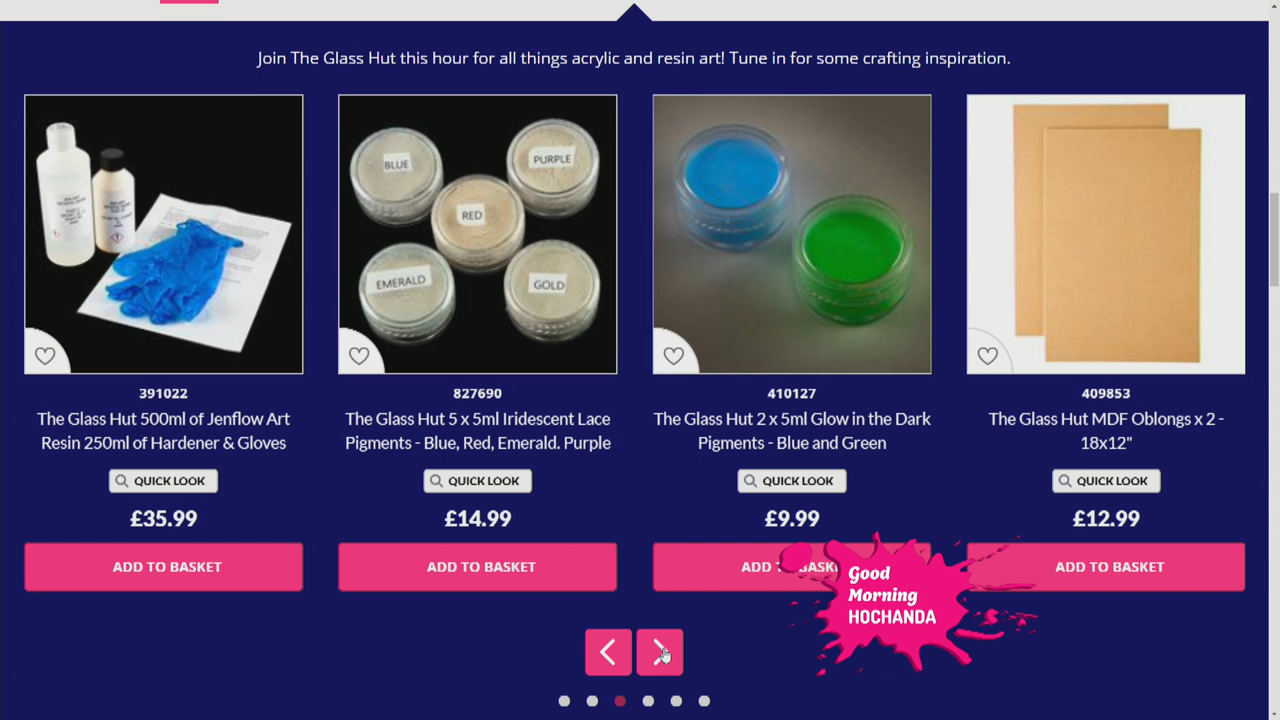 Join The Glass Hut this hour for all things acrylic and resin art! Tune in for some crafting inspiration.
BLUE
PURPLE
RED
EMERALD
GOLD
391022
The Glass Hut 500ml of Jenflow Art
Resin 250ml of Hardener & Gloves
QUICK LOOK
£35.99
ADD TO BASKET
827690
The Glass Hut 5 x 5ml Iridescent Lace
Pigments - Blue, Red, Emerald. Purple
QUICK LOOK
£14.99
ADD TO BASKET
410127
The Glass Hut 2 x 5ml Glow in the Dark
Pigments - Blue and Green
QUICK LOOK
£9.99
ADD
409853
The Glass Hut MDF Oblongs x 2 -
18x12"
QUICK LOOK
£12.99
ADD TO BASKET
Good
Morning
HOCHANDA